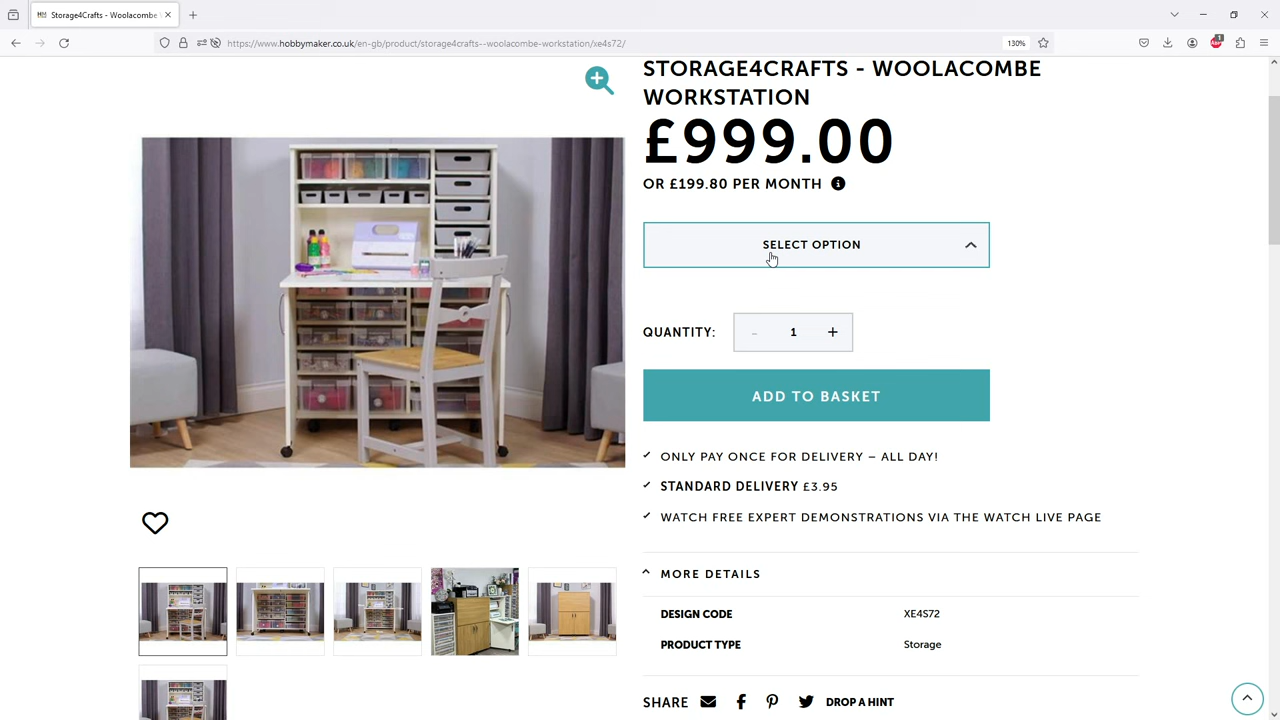 Storage4Crafts - Woolacombe
https://www.hobbymaker.co.uk/en-gb/product/storage4crafts--woolacombe-workstation/xe4s72/
130%
1
STORAGE4CRAFTS - WOOLACOMBE
WORKSTATION
£999.00
OR £199.80 PER MONTH
SELECT OPTION
QUANTITY:
- 1 +
ADD TO BASKET
ONLY PAY ONCE FOR DELIVERY – ALL DAY!
STANDARD DELIVERY £3.95
WATCH FREE EXPERT DEMONSTRATIONS VIA THE WATCH LIVE PAGE
MORE DETAILS
DESIGN CODE XE4S72
PRODUCT TYPE Storage
SHARE DROP A HINT